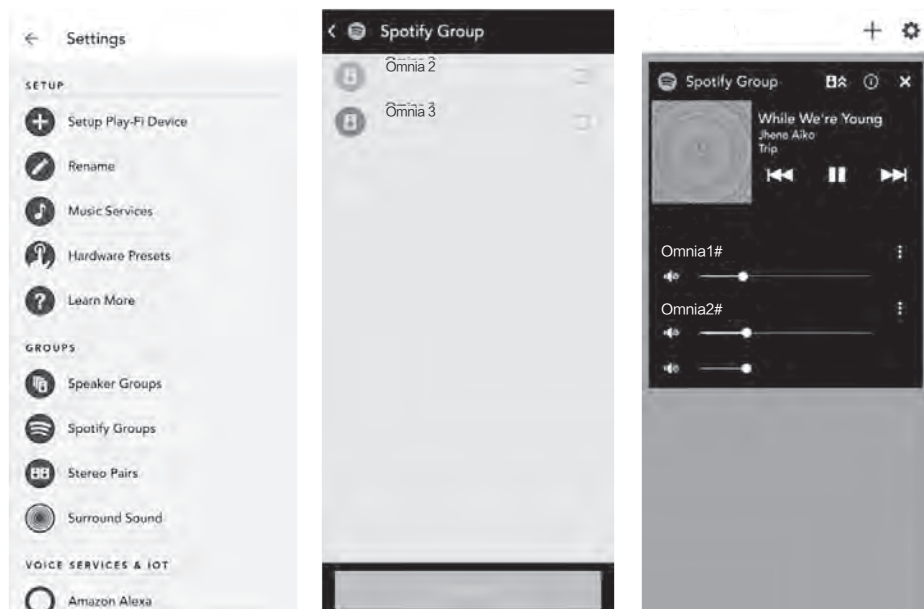 Settings
SETUP
Setup Play-Fi Device
Rename
Music Services
Hardware Presets
Learn More
GROUPS
Speaker Groups
Spotify Groups
Stereo Pairs
Surround Sound
VOICE SERVICES & IOT
Amazon Alexa
Spotify Group
Omnia 2
Omnia 3
Spotify Group
While We're Young
Jhene Aiko
Trip
Omnia1#
Omnia2#